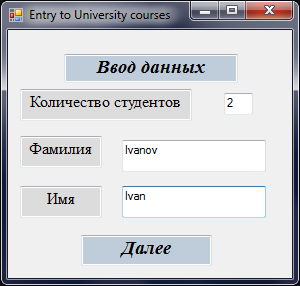 Entry to University courses
Ввод данных
Количество студентов 2
Фамилия Ivanov
Имя Ivan
Далее